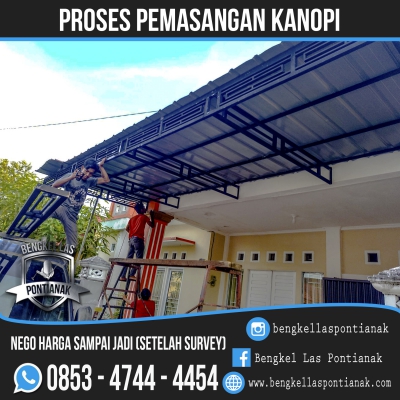 PROSES PEMASANGAN KANOPI
BENGKEL LAS
PONTIANAK
bengkellaspontianak
NEGO HARGA SAMPAI JADI (SETELAH SURVEY)
Bengkel Las Pontianak
0853 - 4744 - 4454
www.bengkellaspontianak.com